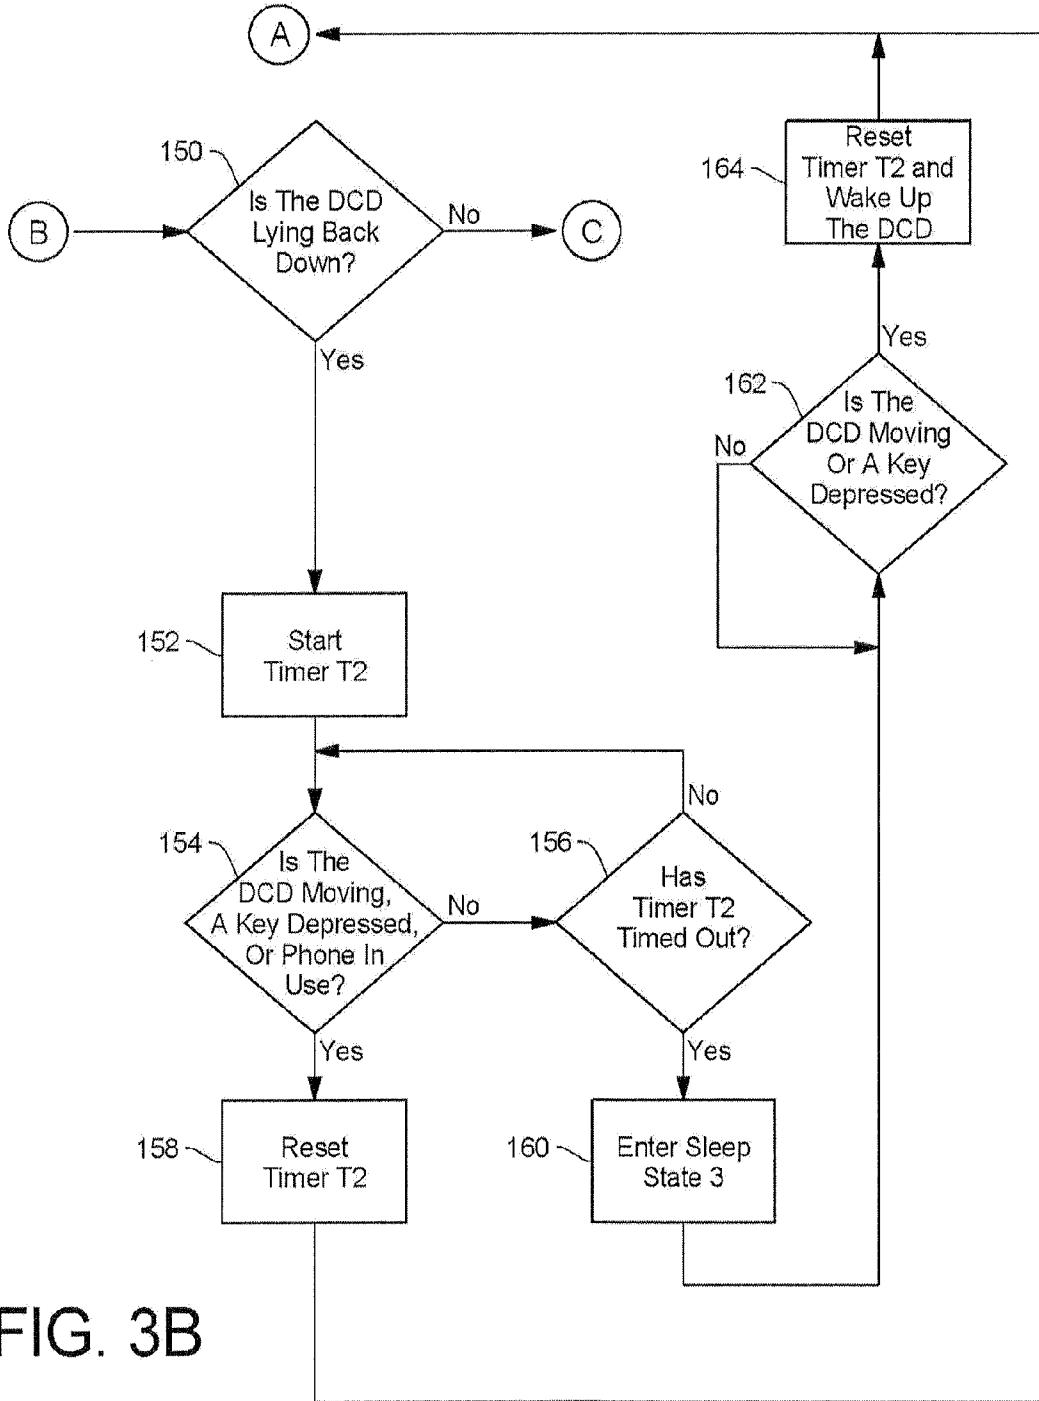 A
150
Is The DCD
Lying Back
Down?
B
No
C
Yes
164
Reset
Timer T2 and
Wake Up
The DCD
Yes
162
Is The
DCD Moving
Or A Key
Depressed?
No
152
Start
Timer T2
154
Is The
DCD Moving,
A Key Depressed,
Or Phone In
Use?
No
156
Has
Timer T2
Timed Out?
No
Yes
Yes
158
Reset
Timer T2
160
Enter Sleep
State 3
FIG. 3B